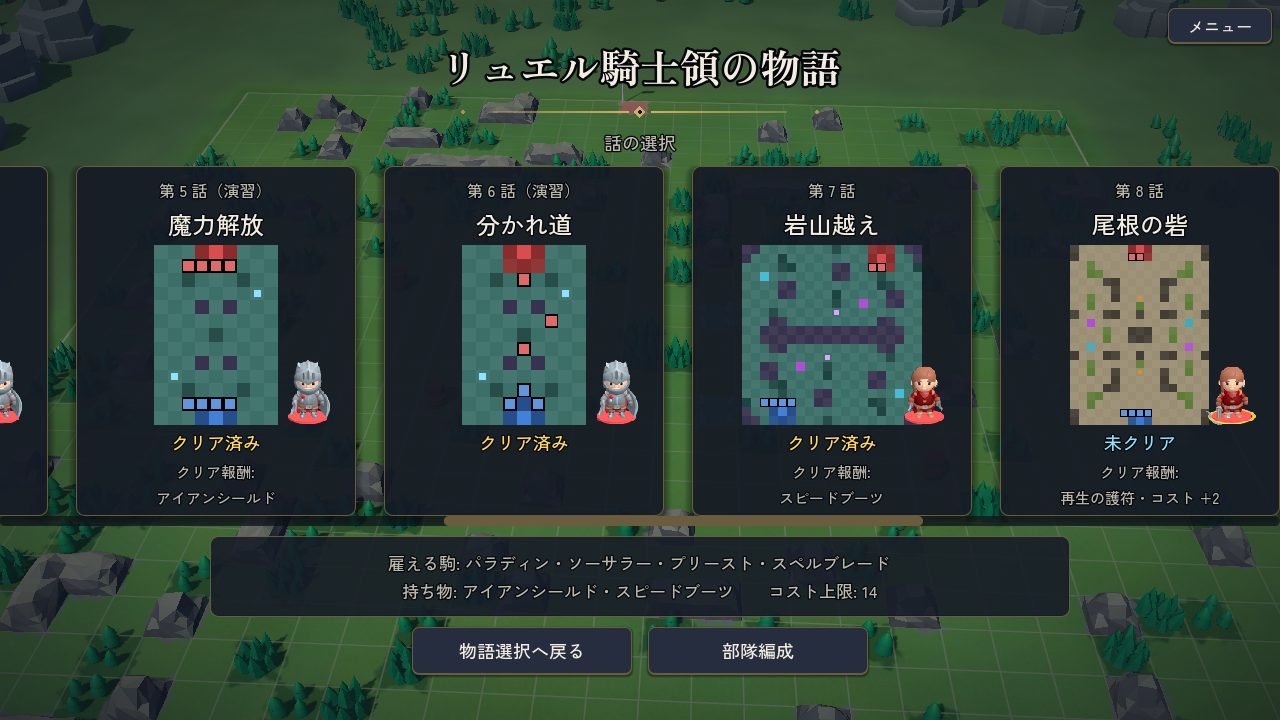 メニュー
リュエル騎士領の物語
話の選択
第 5 話（演習）
魔力解放
クリア済み
クリア報酬:
アイアンシールド
第 6 話（演習）
分かれ道
クリア済み
第 7 話
岩山越え
クリア済み
クリア報酬:
スピードブーツ
第 8 話
尾根の砦
未クリア
クリア報酬:
再生の護符・コスト +2
雇える駒: パラディン・ソーサラー・プリースト・スペルブレード
持ち物: アイアンシールド・スピードブーツ　　コスト上限: 14
物語選択へ戻る
部隊編成